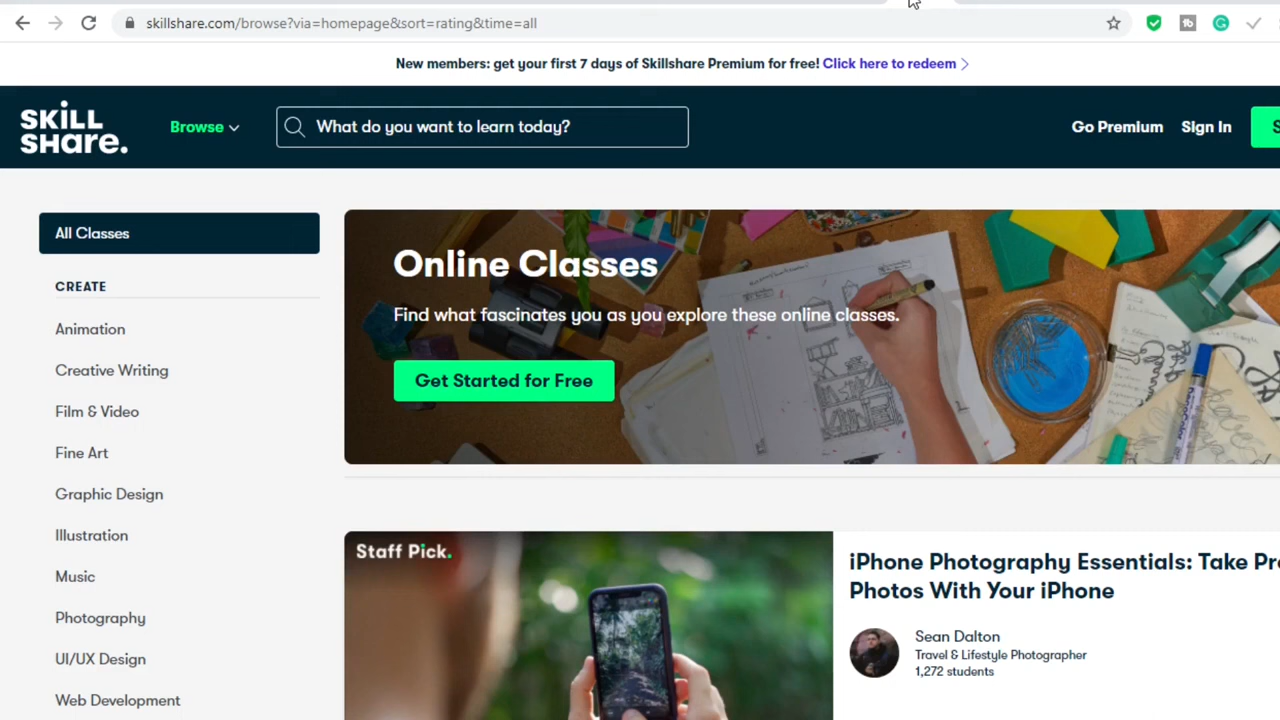 skillshare.com/browse?via=homepage&sort=rating&time=all
New members: get your first 7 days of Skillshare Premium for free! Click here to redeem
SKILL
SHare.
Browse
What do you want to learn today?
Go Premium
Sign In
S
All Classes
CREATE
Animation
Creative Writing
Film & Video
Fine Art
Graphic Design
Illustration
Music
Photography
UI/UX Design
Web Development
Online Classes
Find what fascinates you as you explore these online classes.
Get Started for Free
Staff Pick.
iPhone Photography Essentials: Take Pr
Photos With Your iPhone
Sean Dalton
Travel & Lifestyle Photographer
1,272 students